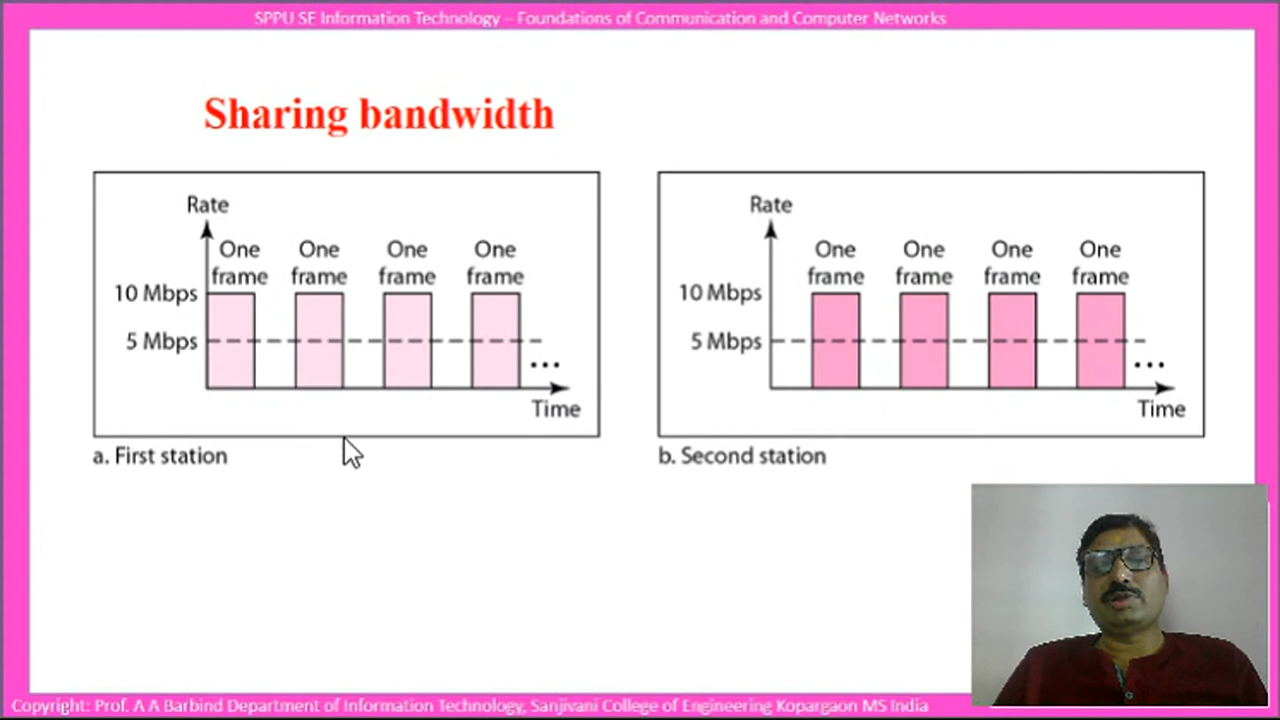 SPPU SE Information Technology – Foundations of Communication and Computer Networks
Sharing bandwidth
Rate
One One One One
frame frame frame frame
10 Mbps
5 Mbps
...
Time
a. First station
Rate
One One One One
frame frame frame frame
10 Mbps
5 Mbps
...
Time
b. Second station
Copyright: Prof. A A Barbind Department of Information Technology, Sanjivani College of Engineering Kopargaon MS India